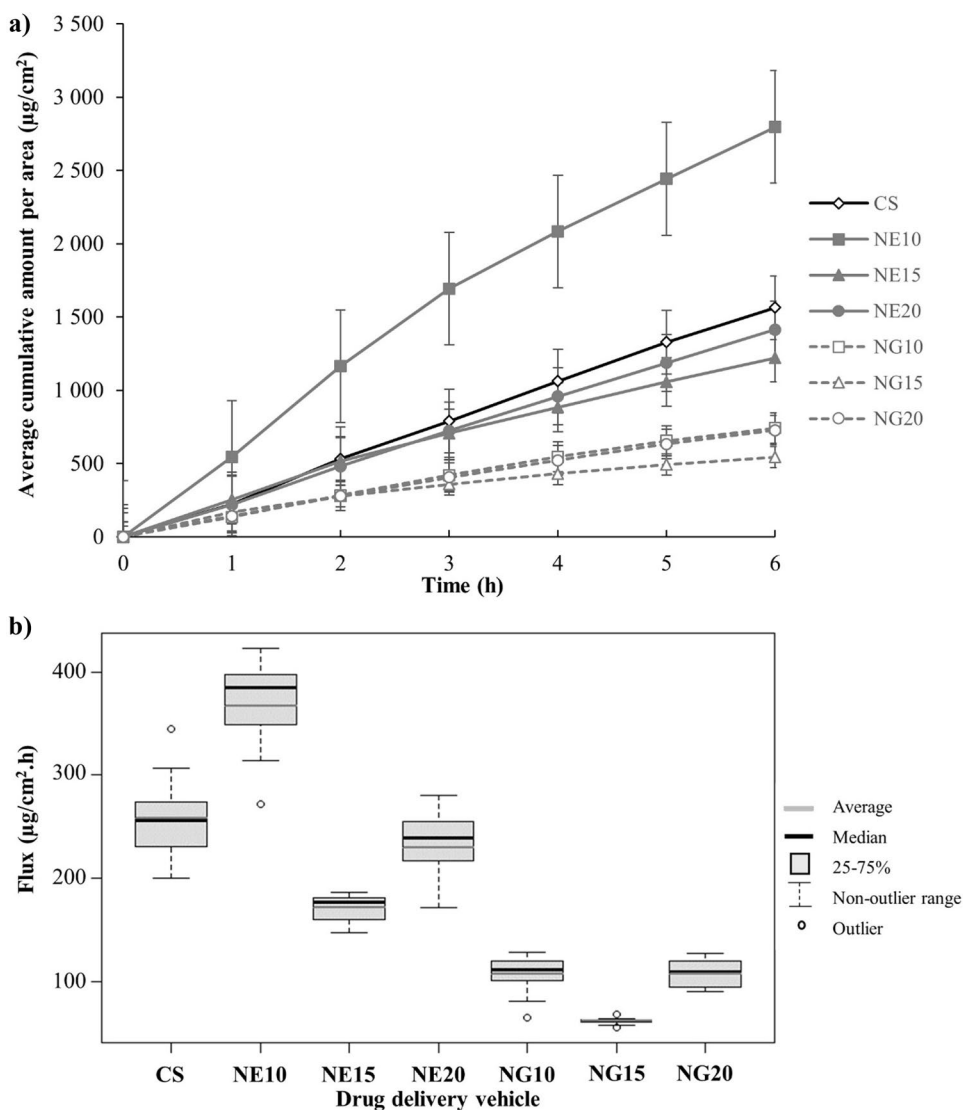 a)
Average cumulative amount per area (µg/cm²)
3 500
3 000
2 500
2 000
1 500
1 000
500
0
0 1 2 3 4 5 6
Time (h)
CS
NE10
NE15
NE20
NG10
NG15
NG20
b)
Flux (µg/cm².h)
400
300
200
100
CS NE10 NE15 NE20 NG10 NG15 NG20
Drug delivery vehicle
Average
Median
25-75%
Non-outlier range
Outlier